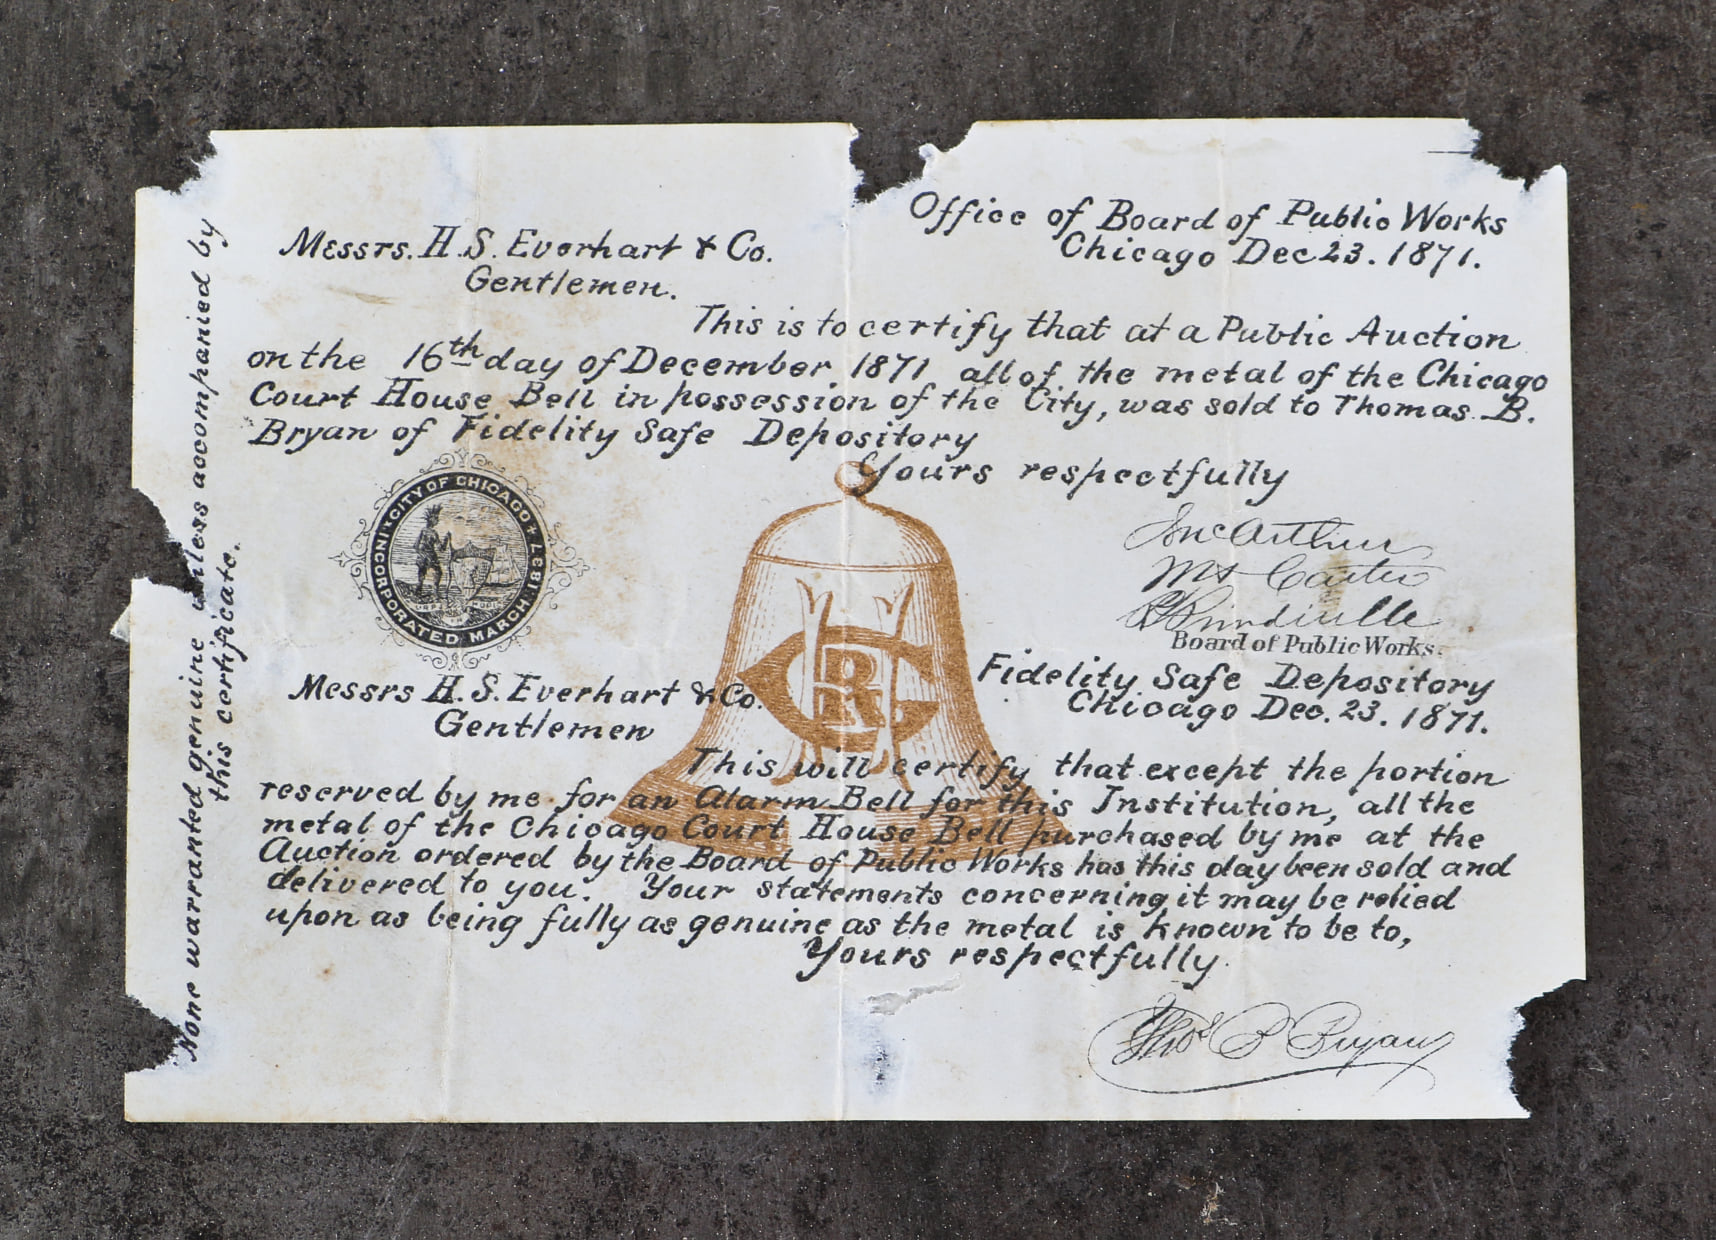 Office of Board of Public Works
Chicago Dec 23. 1871.
Messrs. H. S. Everhart & Co.
Gentlemen.
This is to certify that at a Public Auction
on the 16th day of December, 1871 all of the metal of the Chicago
Court House Bell in possession of the City, was sold to Thomas B.
Bryan of Fidelity Safe Depository
Yours respectfully
CITY OF CHICAGO
INCORPORATED MARCH 1837
McArthur
Carter
Board of Public Works.
Fidelity Safe Depository
Chicago Dec. 23. 1871.
Messrs H. S. Everhart & Co.
Gentlemen
This will certify that except the portion
reserved by me for an Alarm Bell for this Institution, all the
metal of the Chicago Court House Bell purchased by me at the
Auction ordered by the Board of Public Works has this day been sold and
delivered to you. Your statements concerning it may be relied
upon as being fully as genuine as the metal is known to be to,
Yours respectfully.
Thos B Bryan
None warranted genuine unless accompanied by
this certificate.